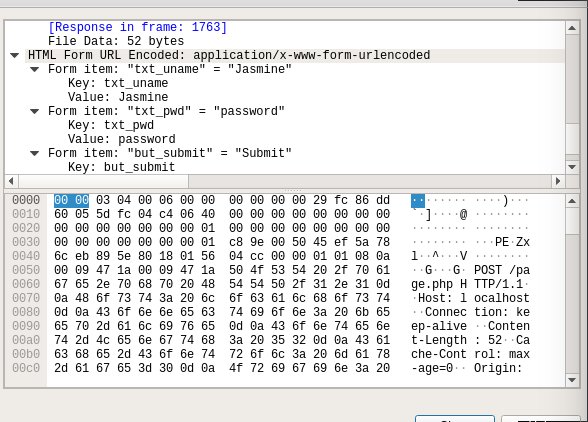 [Response in frame: 1763]
File Data: 52 bytes
HTML Form URL Encoded: application/x-www-form-urlencoded
Form item: "txt_uname" = "Jasmine"
Key: txt_uname
Value: Jasmine
Form item: "txt_pwd" = "password"
Key: txt_pwd
Value: password
Form item: "but_submit" = "Submit"
Key: but_submit
0000 00 00 03 04 00 06 00 00 00 00 00 00 29 fc 86 dd ········ ····)···
0010 60 05 5d fc 04 c4 06 40 00 00 00 00 00 00 00 00 `·]····@ ········
0020 00 00 00 00 00 00 00 01 00 00 00 00 00 00 00 00 ········ ········
0030 00 00 00 00 00 00 00 01 c8 9e 00 50 45 ef 5a 78 ········ ···PE·Zx
0040 6c eb 89 5e 80 18 01 56 04 cc 00 00 01 01 08 0a l··^···V ········
0050 00 09 47 1a 00 09 47 1a 50 4f 53 54 20 2f 70 61 ··G···G· POST /pa
0060 67 65 2e 70 68 70 20 48 54 54 50 2f 31 2e 31 0d ge.php H TTP/1.1·
0070 0a 48 6f 73 74 3a 20 6c 6f 63 61 6c 68 6f 73 74 ·Host: l ocalhost
0080 0d 0a 43 6f 6e 6e 65 63 74 69 6f 6e 3a 20 6b 65 ··Connec tion: ke
0090 65 70 2d 61 6c 69 76 65 0d 0a 43 6f 6e 74 65 6e ep-alive ··Conten
00a0 74 2d 4c 65 6e 67 74 68 3a 20 35 32 0d 0a 43 61 t-Length : 52··Ca
00b0 63 68 65 2d 43 6f 6e 74 72 6f 6c 3a 20 6d 61 78 che-Cont rol: max
00c0 2d 61 67 65 3d 30 0d 0a 4f 72 69 67 69 6e 3a 20 -age=0·· Origin: